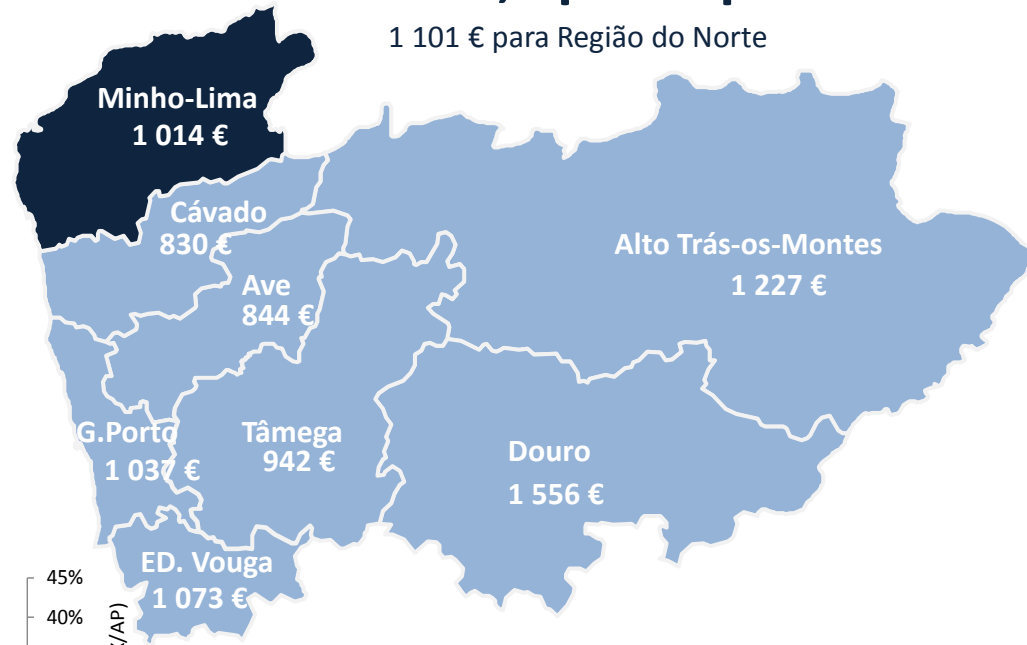 1 101 € para Região do Norte
Minho-Lima
1 014 €
Cávado
830 €
Alto Trás-os-Montes
1 227 €
Ave
844 €
G.Porto
1 037 €
Tâmega
942 €
Douro
1 556 €
ED. Vouga
1 073 €
45%
40%
/AP)